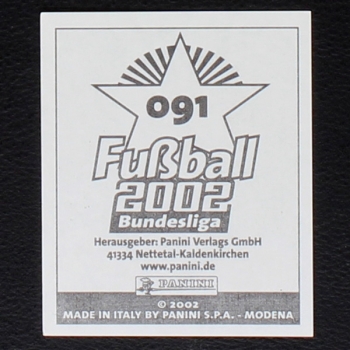 091
Fußball
2002
Bundesliga
Herausgeber: Panini Verlags GmbH
41334 Nettetal-Kaldenkirchen
www.panini.de
PANINI
© 2002
MADE IN ITALY BY PANINI S.P.A. - MODENA